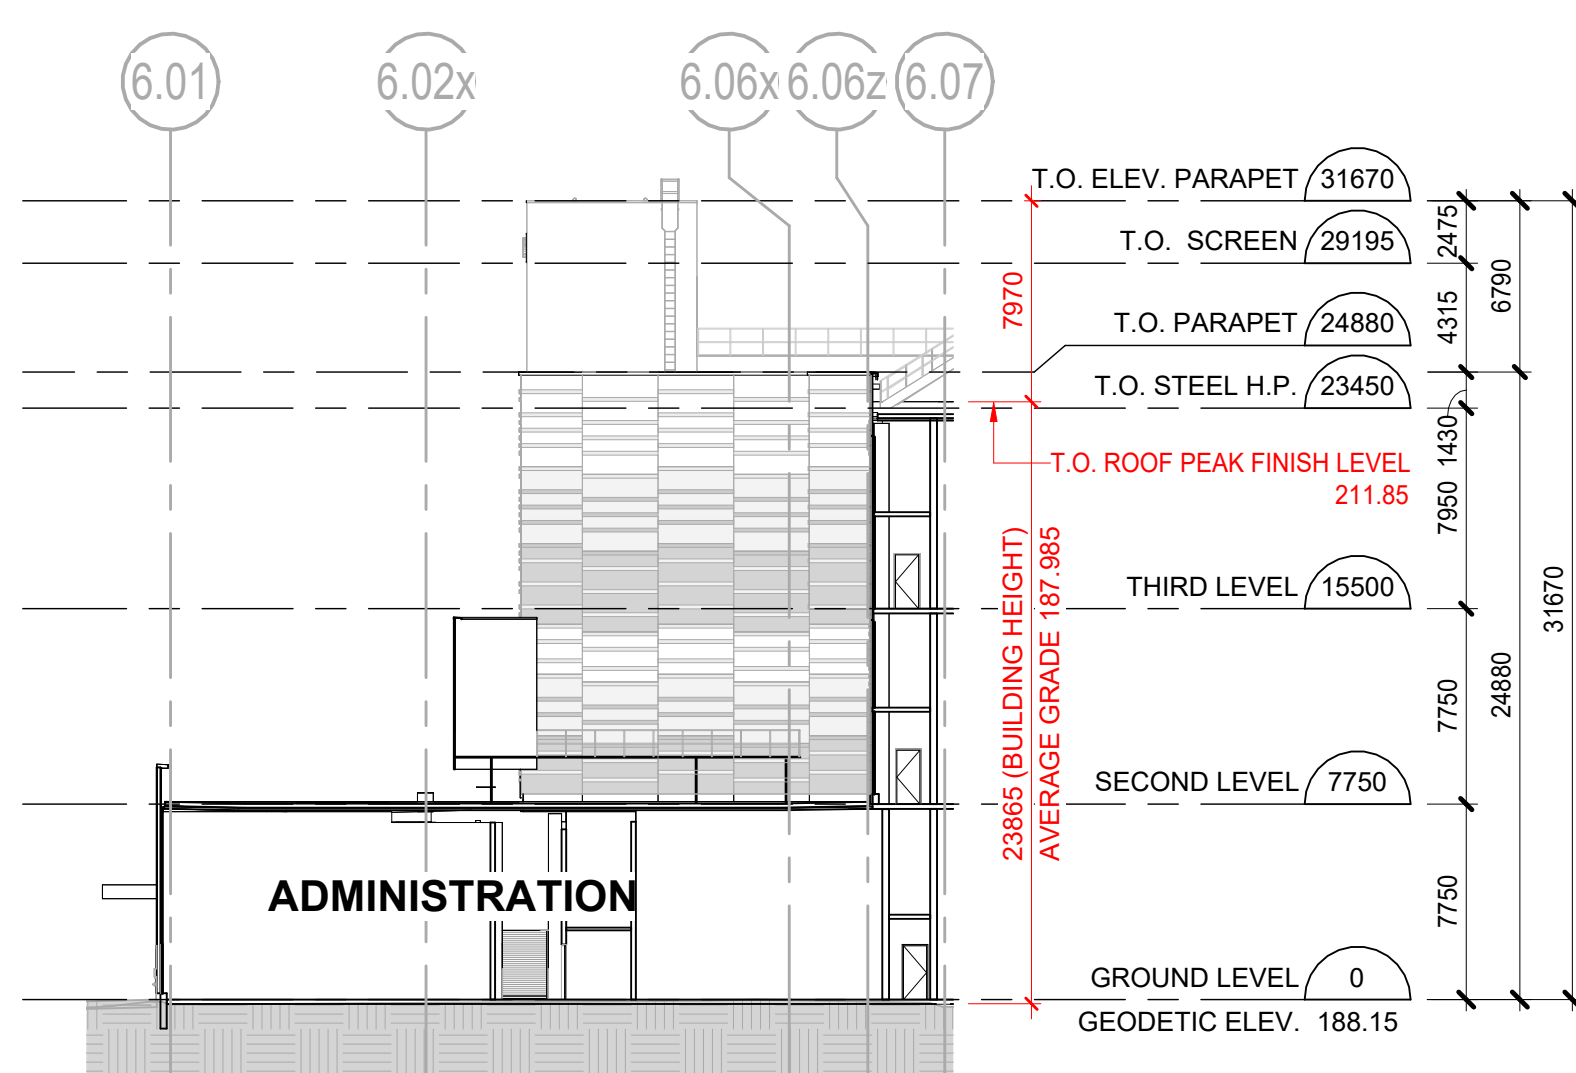 6.01
6.02x
6.06x
6.06z
6.07
T.O. ELEV. PARAPET 31670
T.O. SCREEN 29195
T.O. PARAPET 24880
T.O. STEEL H.P. 23450
T.O. ROOF PEAK FINISH LEVEL
211.85
THIRD LEVEL 15500
SECOND LEVEL 7750
GROUND LEVEL 0
GEODETIC ELEV. 188.15
7970
23865 (BUILDING HEIGHT)
AVERAGE GRADE 187.985
2475
4315
1430
7950
7750
7750
6790
24880
31670
ADMINISTRATION